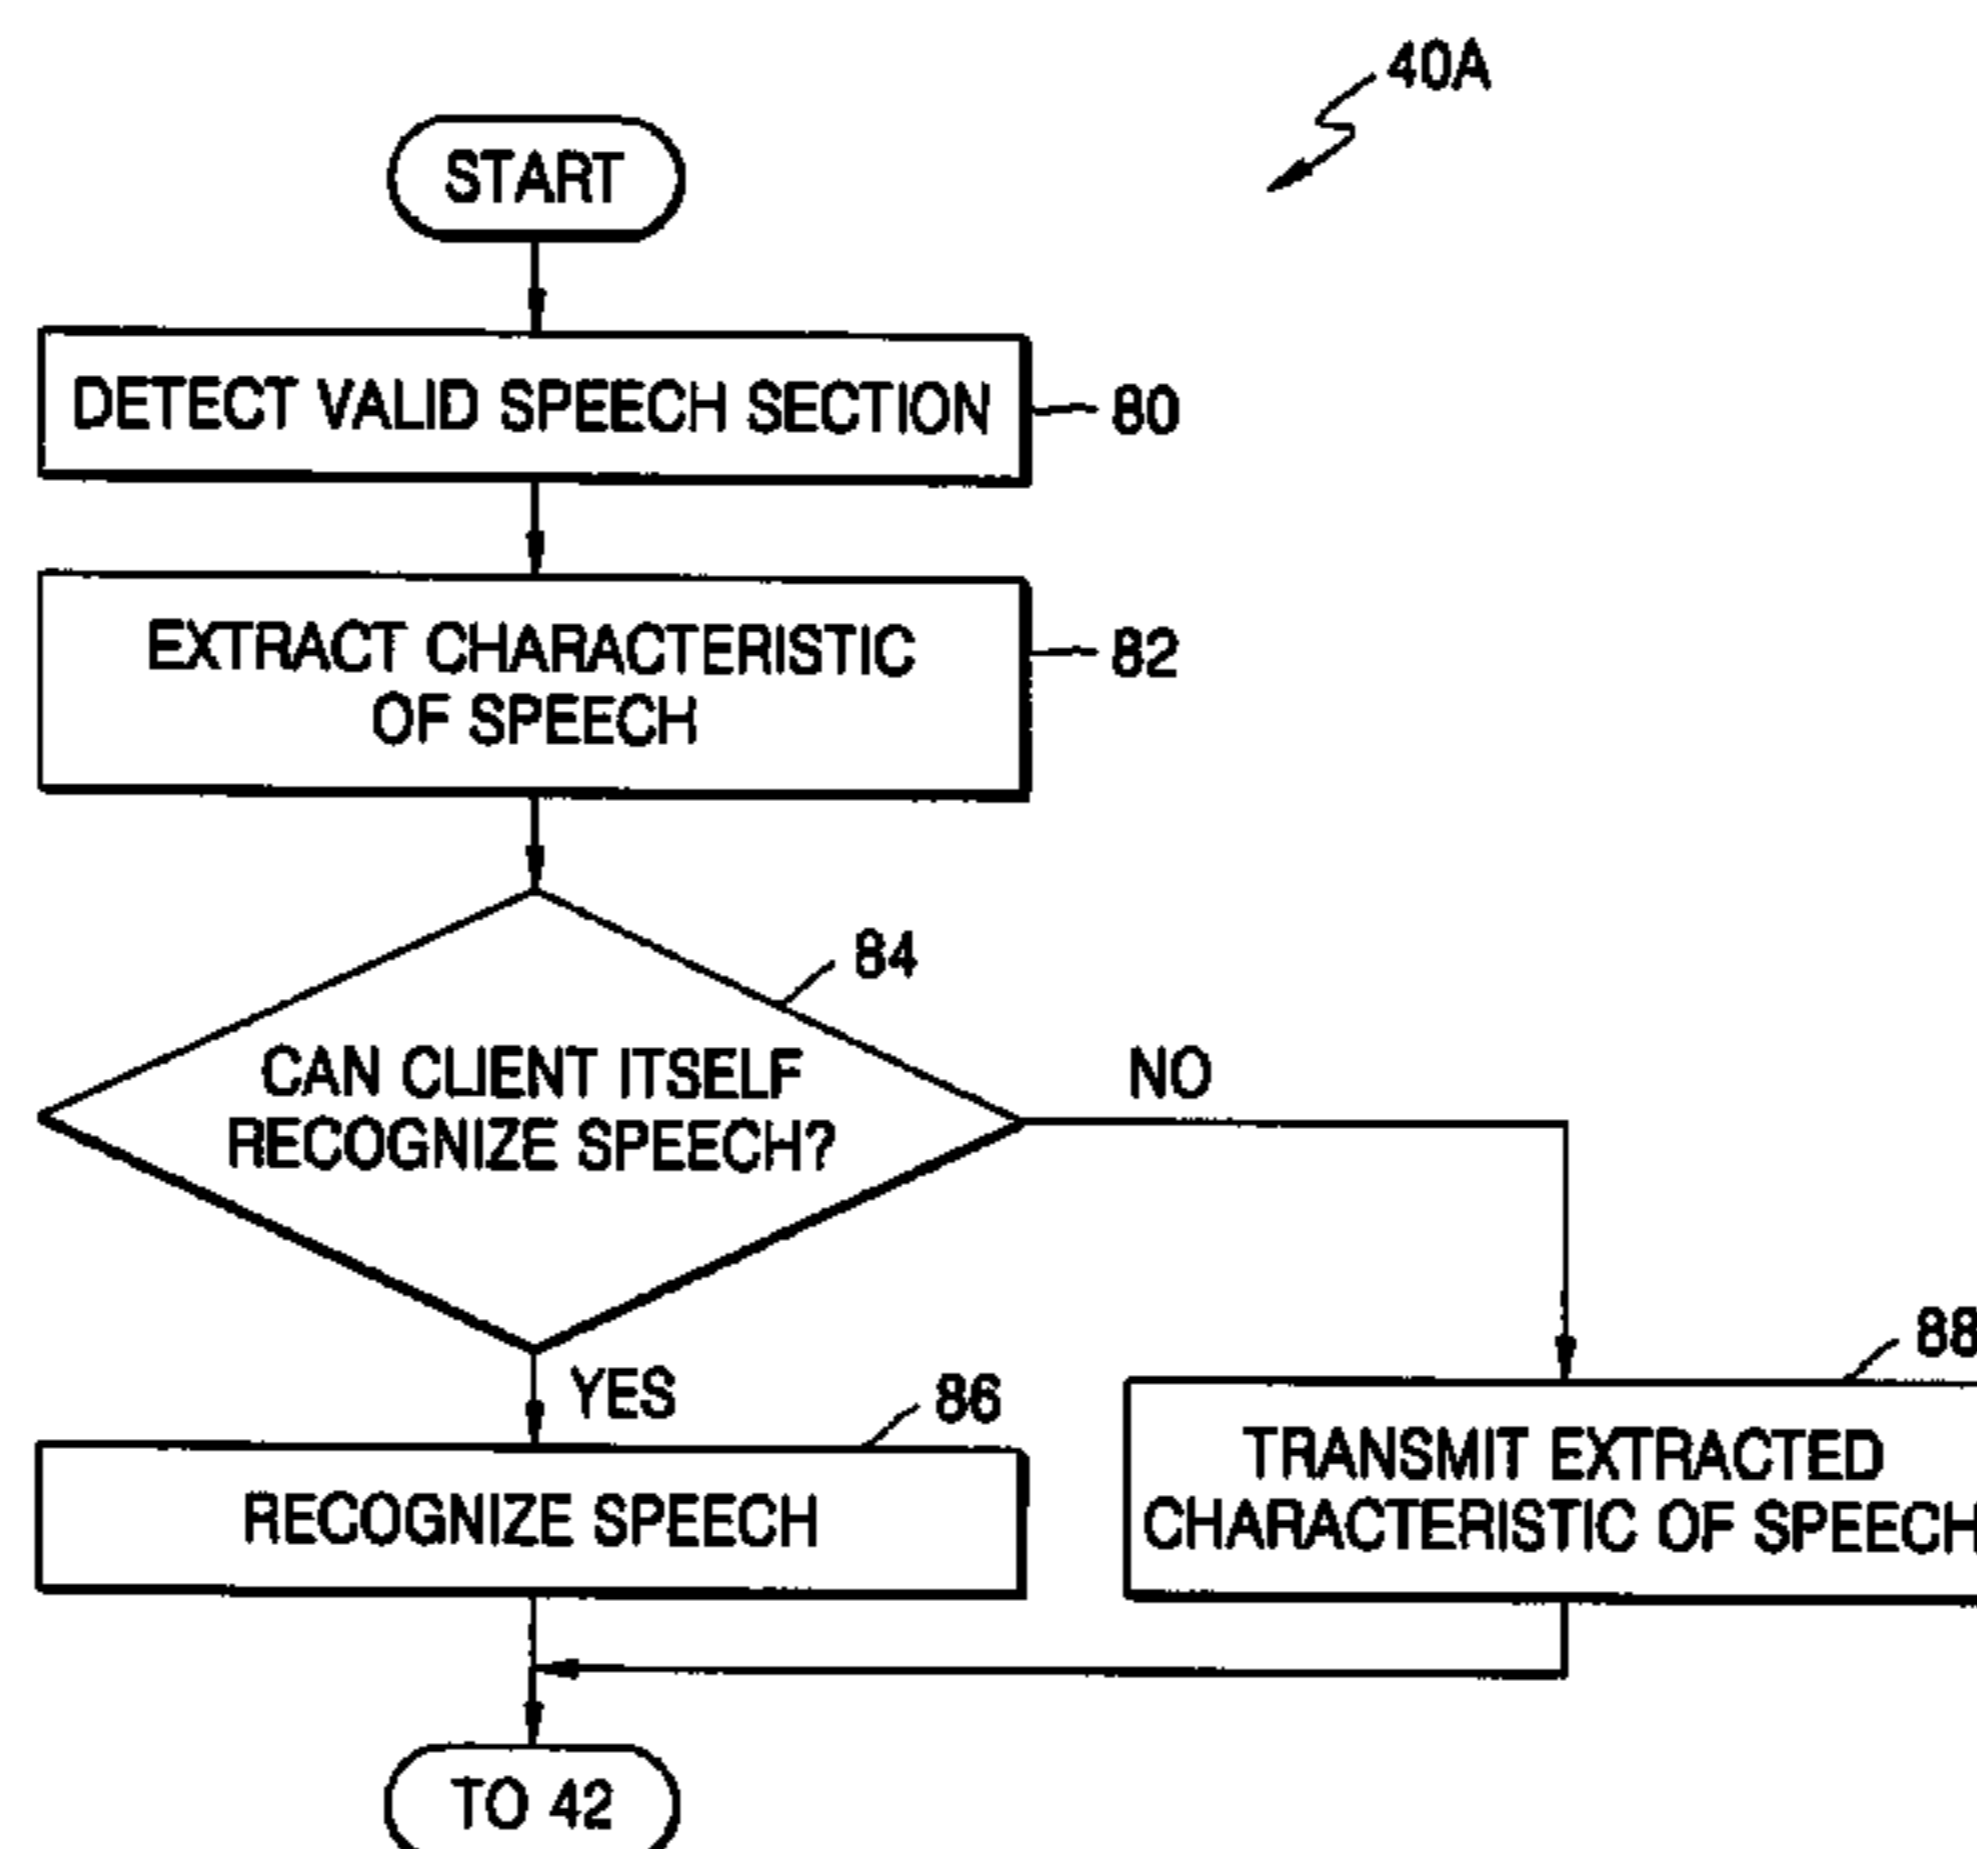 40A
START
DETECT VALID SPEECH SECTION
80
EXTRACT CHARACTERISTIC
OF SPEECH
82
84
CAN CLIENT ITSELF
RECOGNIZE SPEECH?
NO
YES
86
88
RECOGNIZE SPEECH
TRANSMIT EXTRACTED
CHARACTERISTIC OF SPEECH
TO 42